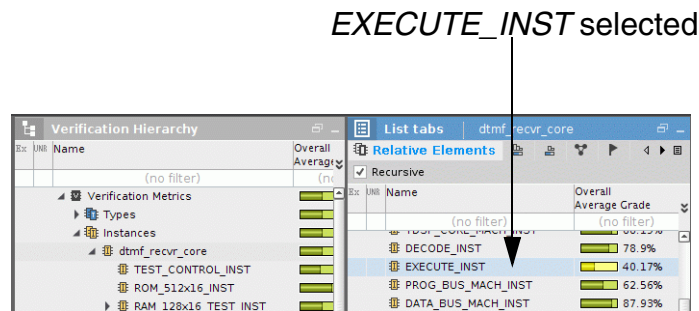 EXECUTE_INST selected
Verification Hierarchy
Ex UNR Name Overall Average
(no filter) (no
Verification Metrics
Types
Instances
dtmf_recvr_core
TEST_CONTROL_INST
ROM_512x16_INST
RAM_128x16_TEST_INST
List tabs dtmf_recvr_core
Relative Elements
Recursive
Ex UNR Name Overall Average Grade
(no filter) (no filter)
TDSP_CORE_MACH_INST
DECODE_INST 78.9%
EXECUTE_INST 40.17%
PROG_BUS_MACH_INST 62.56%
DATA_BUS_MACH_INST 87.93%